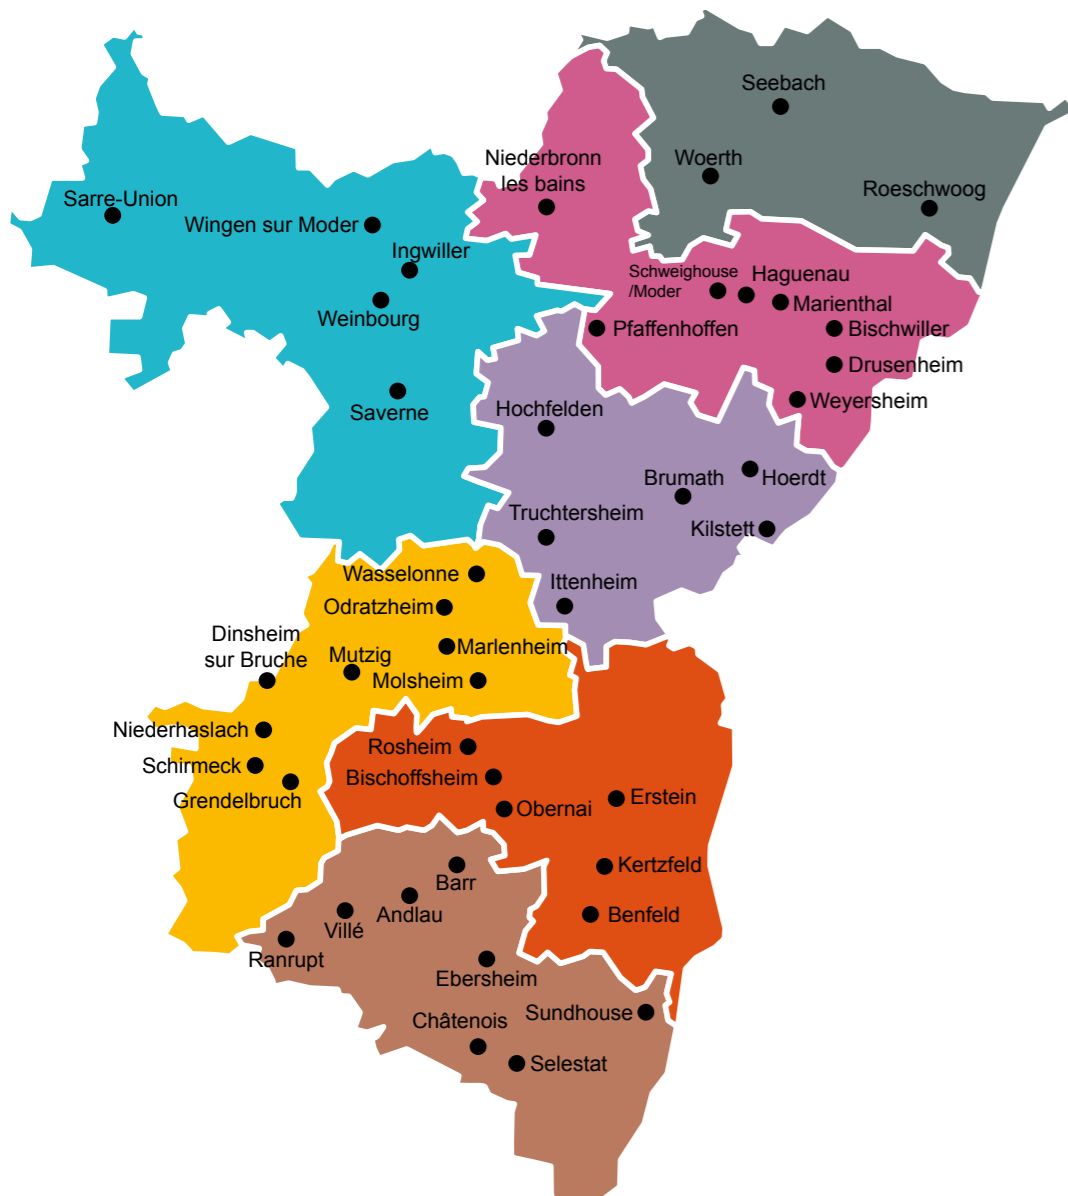 Seebach
Niederbronn
les bains
Woerth
Sarre-Union
Roeschwoog
Wingen sur Moder
Ingwiller
Schweighouse
/Moder
Haguenau
Marienthal
Weinbourg
Pfaffenhoffen
Bischwiller
Drusenheim
Saverne
Hochfelden
Weyersheim
Brumath
Hoerdt
Truchtersheim
Kilstett
Wasselonne
Ittenheim
Odratzheim
Dinsheim
sur Bruche
Mutzig
Marlenheim
Molsheim
Niederhaslach
Rosheim
Schirmeck
Bischoffsheim
Grendelbruch
Obernai
Erstein
Kertzfeld
Barr
Andlau
Benfeld
Villé
Ranrupt
Ebersheim
Châtenois
Sundhouse
Selestat